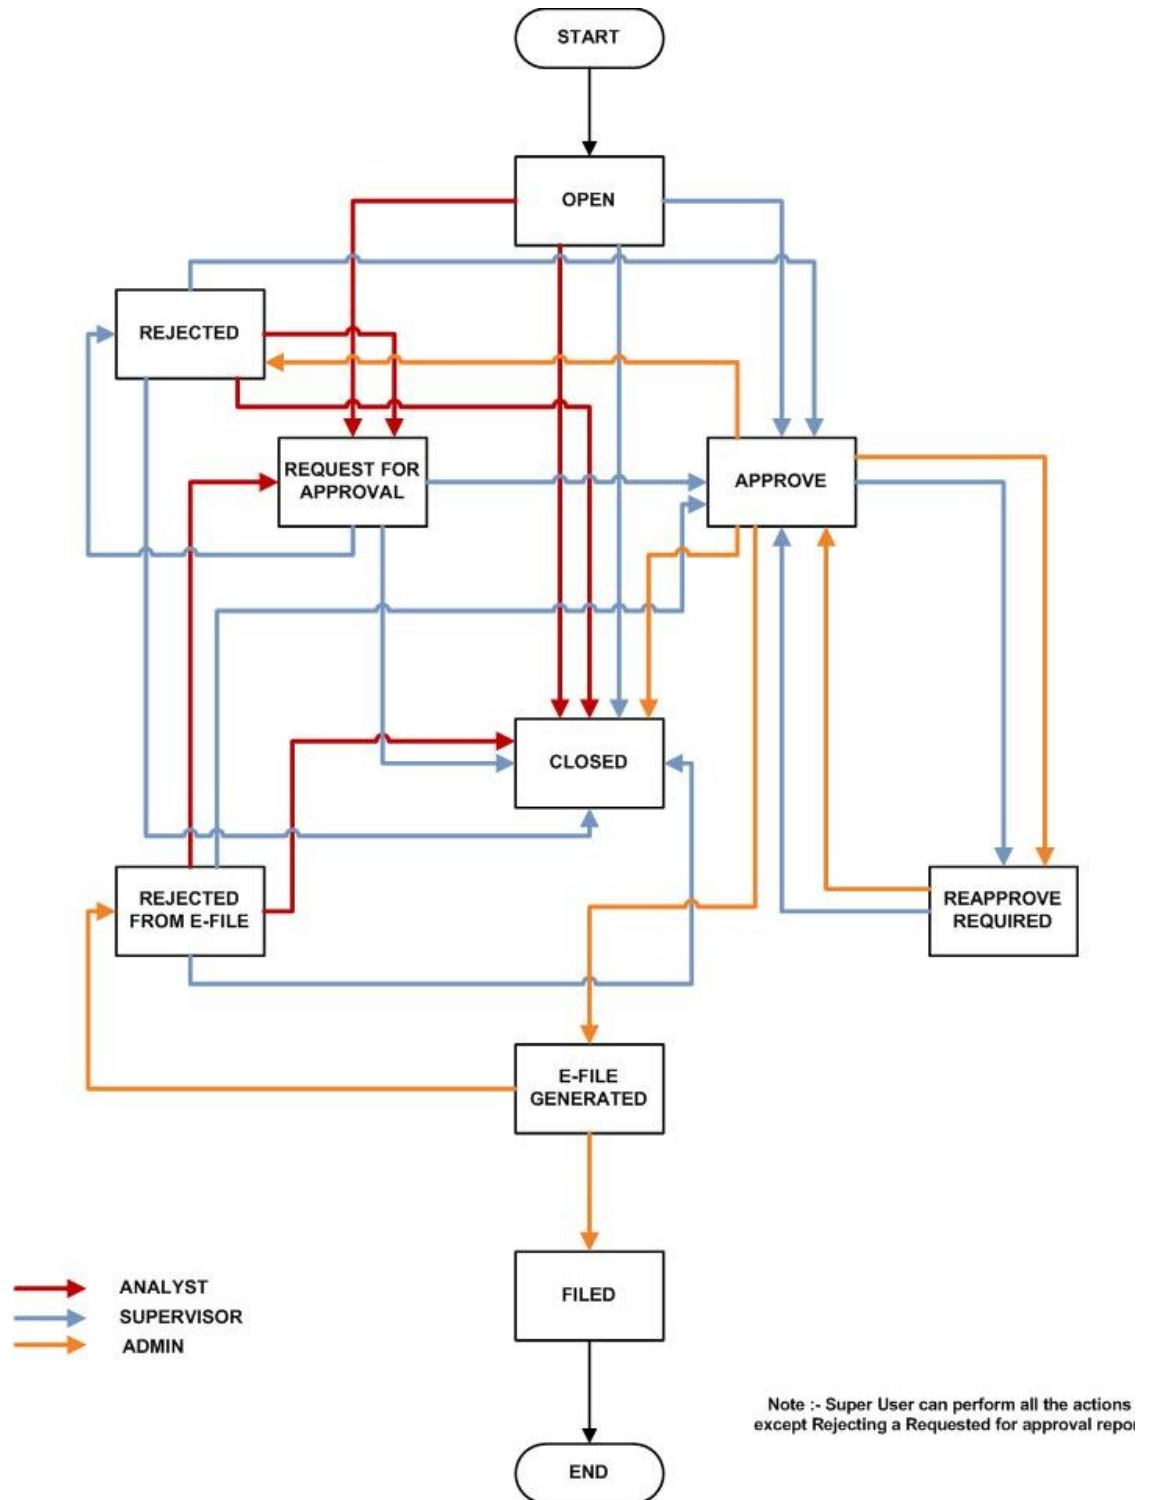 START
OPEN
REJECTED
REQUEST FOR
APPROVAL
APPROVE
CLOSED
REJECTED
FROM E-FILE
REAPPROVE
REQUIRED
E-FILE
GENERATED
FILED
ANALYST
SUPERVISOR
ADMIN
Note :- Super User can perform all the actions
except Rejecting a Requested for approval
END